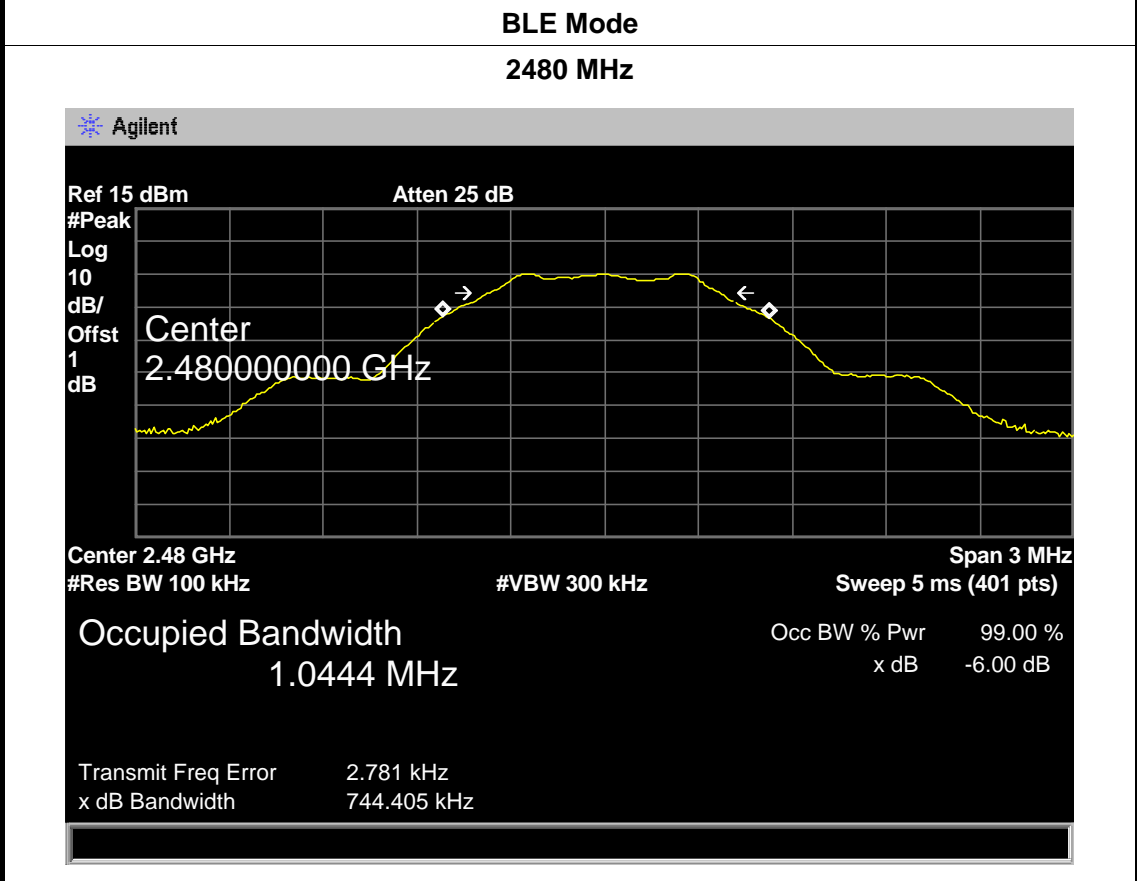 BLE Mode
2480 MHz
Agilent
Ref 15 dBm Atten 25 dB
#Peak
Log
10
dB/
Offst
1
dB
Center
2.480000000 GHz
Center 2.48 GHz Span 3 MHz
#Res BW 100 kHz #VBW 300 kHz Sweep 5 ms (401 pts)
Occupied Bandwidth Occ BW % Pwr 99.00 %
1.0444 MHz x dB -6.00 dB
Transmit Freq Error 2.781 kHz
x dB Bandwidth 744.405 kHz